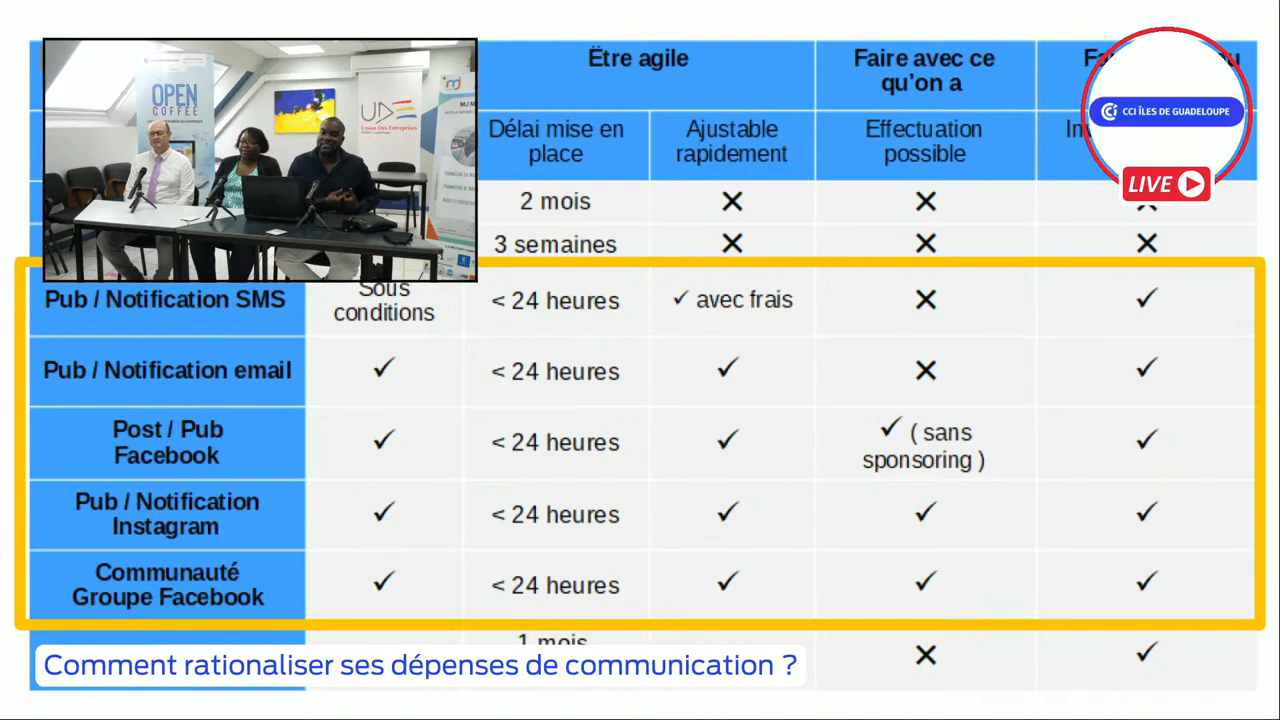 Ëtre agile
Faire avec ce
qu'on a
CCI ÎLES DE GUADELOUPE
LIVE
OPEN
COFFEE
UDE
Union Des Entreprises
mj
Délai mise en
place
Ajustable
rapidement
Effectuation
possible
2 mois
✕
✕
✕
3 semaines
✕
✕
✕
Pub / Notification SMS
Sous
conditions
< 24 heures
✓ avec frais
✕
✓
Pub / Notification email
✓
< 24 heures
✓
✕
✓
Post / Pub
Facebook
✓
< 24 heures
✓
✓ ( sans
sponsoring )
✓
Pub / Notification
Instagram
✓
< 24 heures
✓
✓
✓
Communauté
Groupe Facebook
✓
< 24 heures
✓
✓
✓
1 mois
✕
✓
Comment rationaliser ses dépenses de communication ?